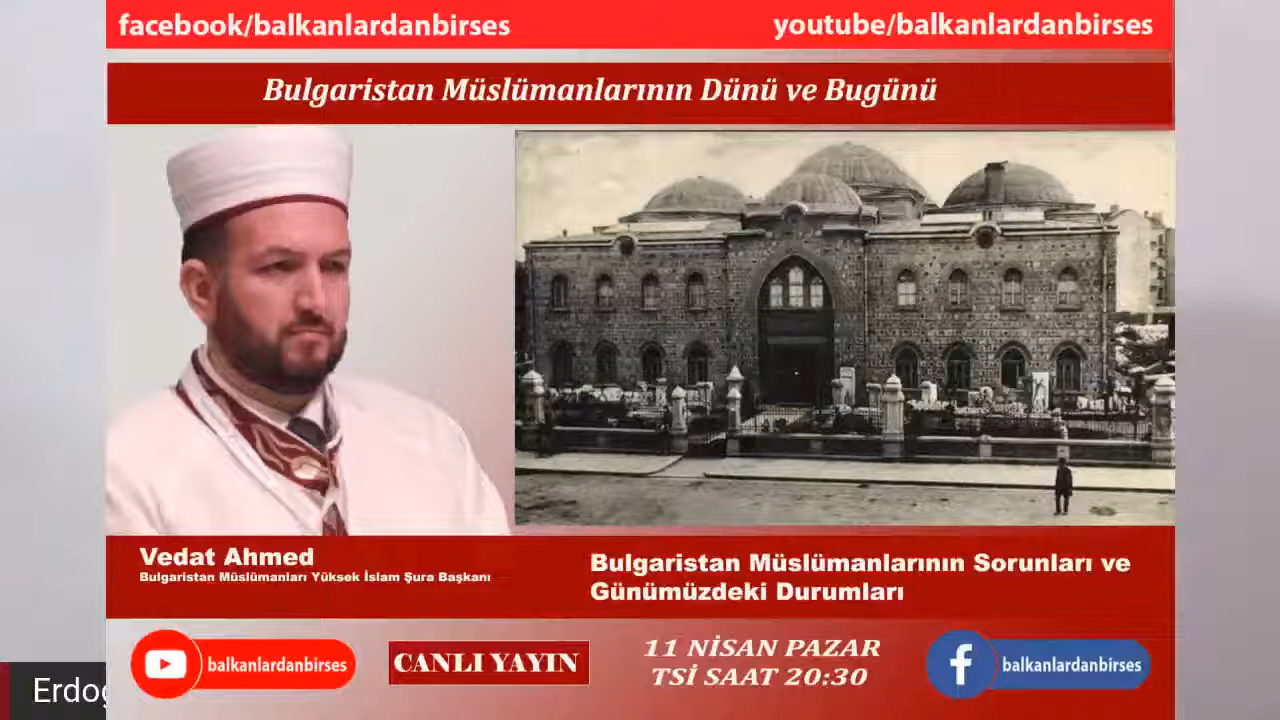 facebook/balkanlardanbirses
youtube/balkanlardanbirses
Bulgaristan Müslümanlarının Dünü ve Bugünü
Vedat Ahmed
Bulgaristan Müslümanları Yüksek İslam Şura Başkanı
Bulgaristan Müslümanlarının Sorunları ve
Günümüzdeki Durumları
balkanlardanbirses
CANLI YAYIN
11 NİSAN PAZAR
TSİ SAAT 20:30
balkanlardanbirses